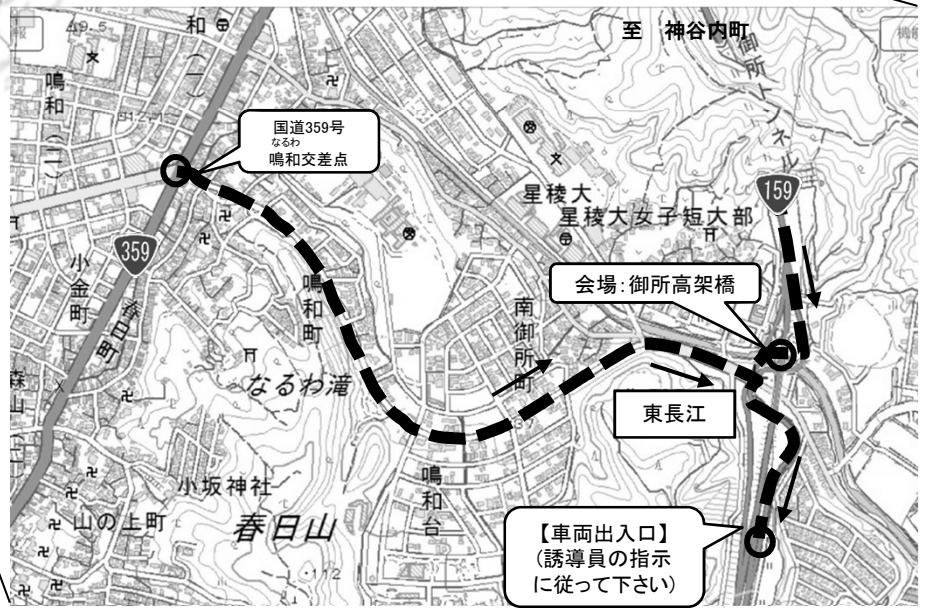 和
鳴和(二)
至 神谷内町
御所トンネル
国道359号
なるわ
鳴和交差点
星稜大
星稜大女子短大部
159
359
小金町
春日町
鳴和町
会場:御所高架橋
南御所町
なるわ滝
東長江
森山
小坂神社
鳴和台
山の上町
春日山
【車両出入口】
(誘導員の指示
に従って下さい)
112